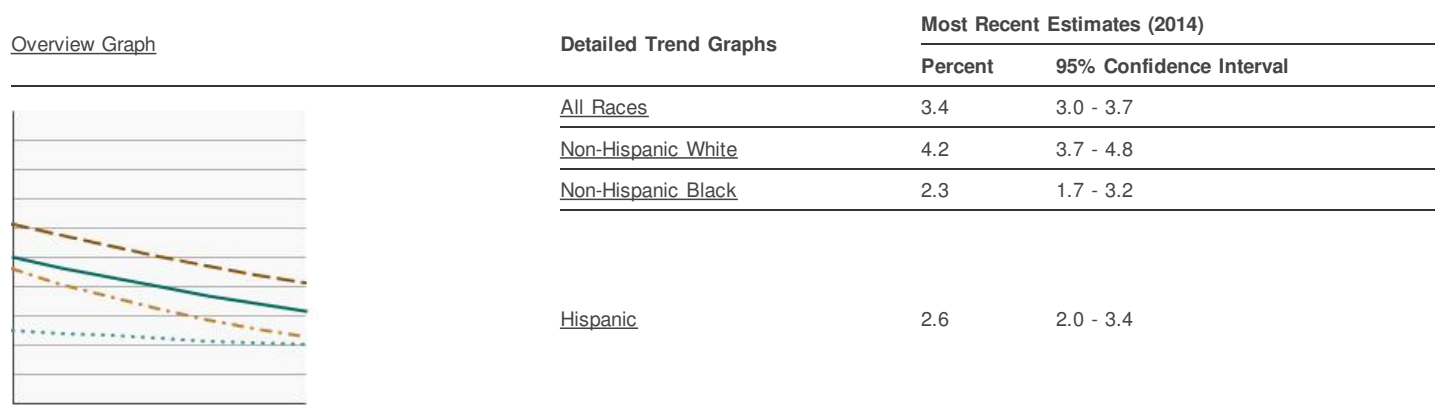 Overview Graph
Detailed Trend Graphs
Most Recent Estimates (2014)
Percent
95% Confidence Interval
All Races 3.4 3.0 - 3.7
Non-Hispanic White 4.2 3.7 - 4.8
Non-Hispanic Black 2.3 1.7 - 3.2
Hispanic 2.6 2.0 - 3.4